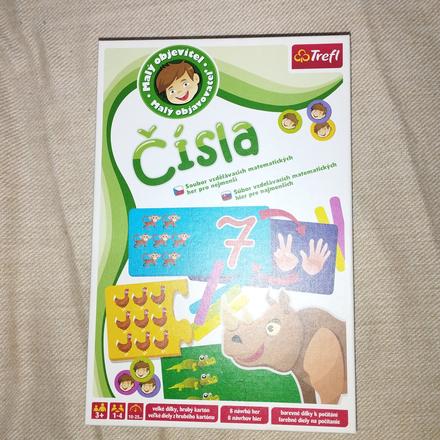 Malý objevitel
Malý objavovateľ
Trefl
Čísla
Soubor vzdělávacích matematických
her pro nejmenší
Súbor vzdelávacích matematických
hier pre najmenších
7
3+
1-4
velké dílky, hrubý karton
veľké diely z hrubého kartónu
8 návrhů her
8 návrhov hier
barevné dílky k počítání
farebné diely na počítanie